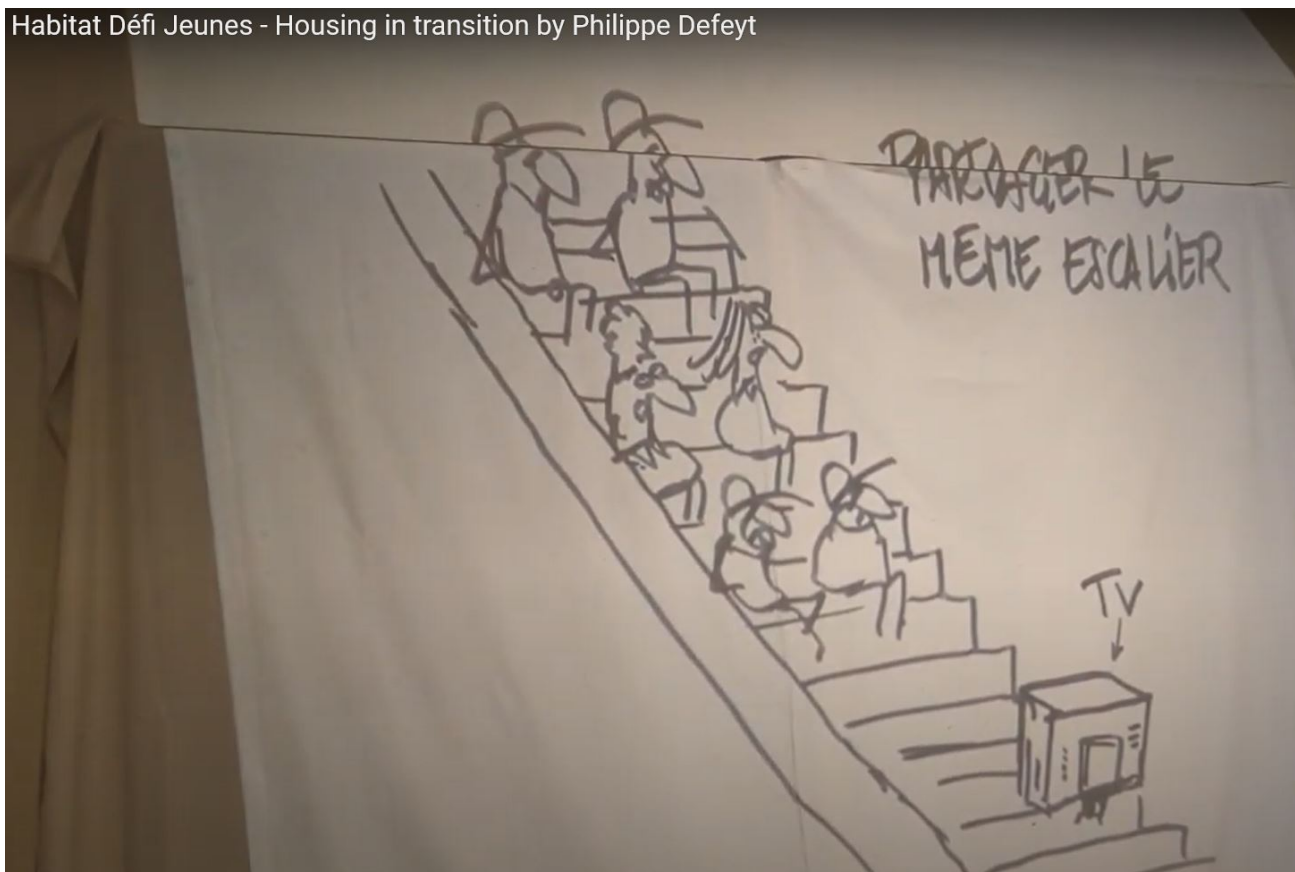 Habitat Défi Jeunes - Housing in transition by Philippe Defeyt
PARTAGER LE
MEME ESCALIER
TV